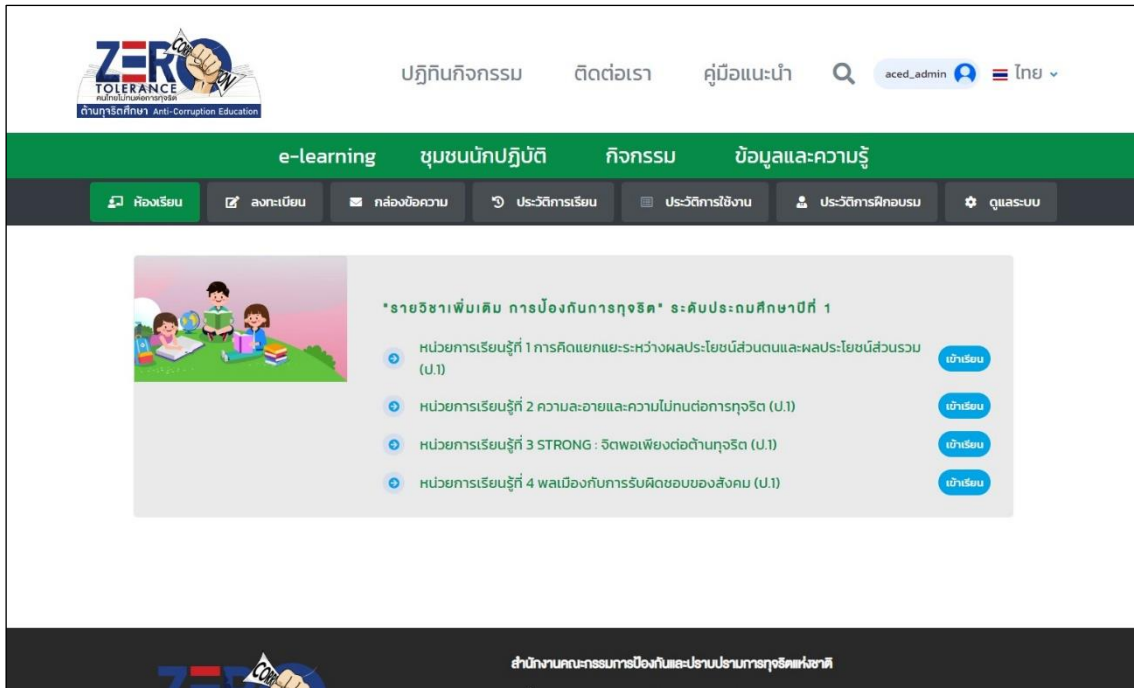 ZERO
TOLERANCE
คนไทยไม่ทนต่อการทุจริต
ต้านทุจริตศึกษา Anti-Corruption Education
ปฏิทินกิจกรรม ติดต่อเรา คู่มือแนะนำ aced_admin ไทย
e-learning ชุมชนนักปฏิบัติ กิจกรรม ข้อมูลและความรู้
ห้องเรียน ลงทะเบียน กล่องข้อความ ประวัติการเรียน ประวัติการใช้งาน ประวัติการฝึกอบรม ดูแลระบบ
"รายวิชาเพิ่มเติม การป้องกันการทุจริต" ระดับประถมศึกษาปีที่ 1
หน่วยการเรียนรู้ที่ 1 การคิดแยกแยะระหว่างผลประโยชน์ส่วนตนและผลประโยชน์ส่วนรวม
(ป.1) เข้าเรียน
หน่วยการเรียนรู้ที่ 2 ความละอายและความไม่ทนต่อการทุจริต (ป.1) เข้าเรียน
หน่วยการเรียนรู้ที่ 3 STRONG : จิตพอเพียงต่อต้านทุจริต (ป.1) เข้าเรียน
หน่วยการเรียนรู้ที่ 4 พลเมืองกับการรับผิดชอบของสังคม (ป.1) เข้าเรียน
สำนักงานคณะกรรมการป้องกันและปราบปรามการทุจริตแห่งชาติ